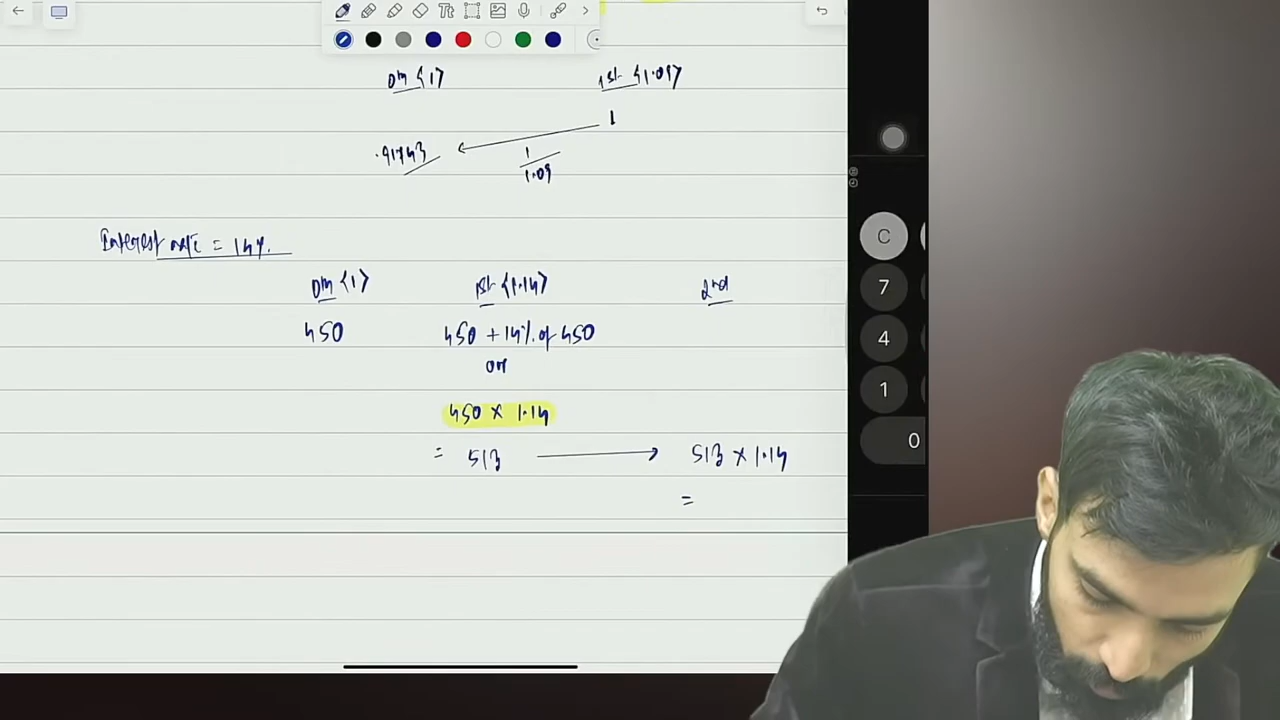 Tt
0th {1}
1st {1.09}
1
.91743
1
1.09
Interest rate = 14%.
0th {1}
1st {1.14}
2nd
450
450 + 14% of 450
or
450 x 1.14
= 513
513 x 1.14
=
C
7
4
1
0